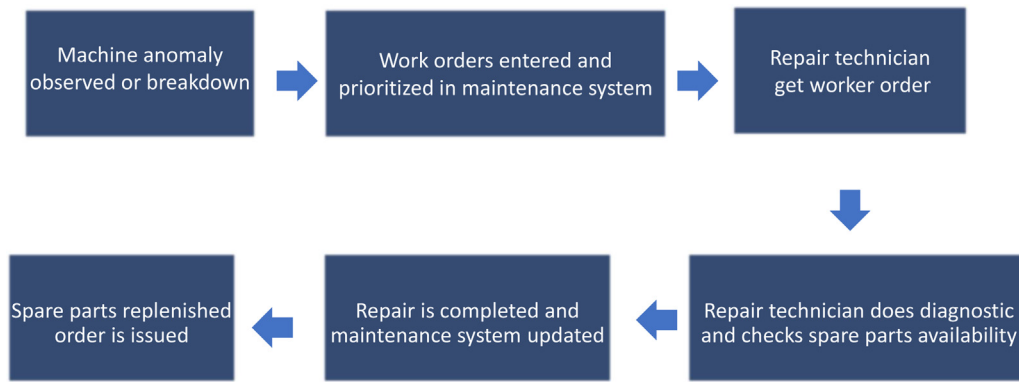 Machine anomaly
observed or breakdown
Work orders entered and
prioritized in maintenance system
Repair technician
get worker order
Repair technician does diagnostic
and checks spare parts availability
Repair is completed and
maintenance system updated
Spare parts replenished
order is issued